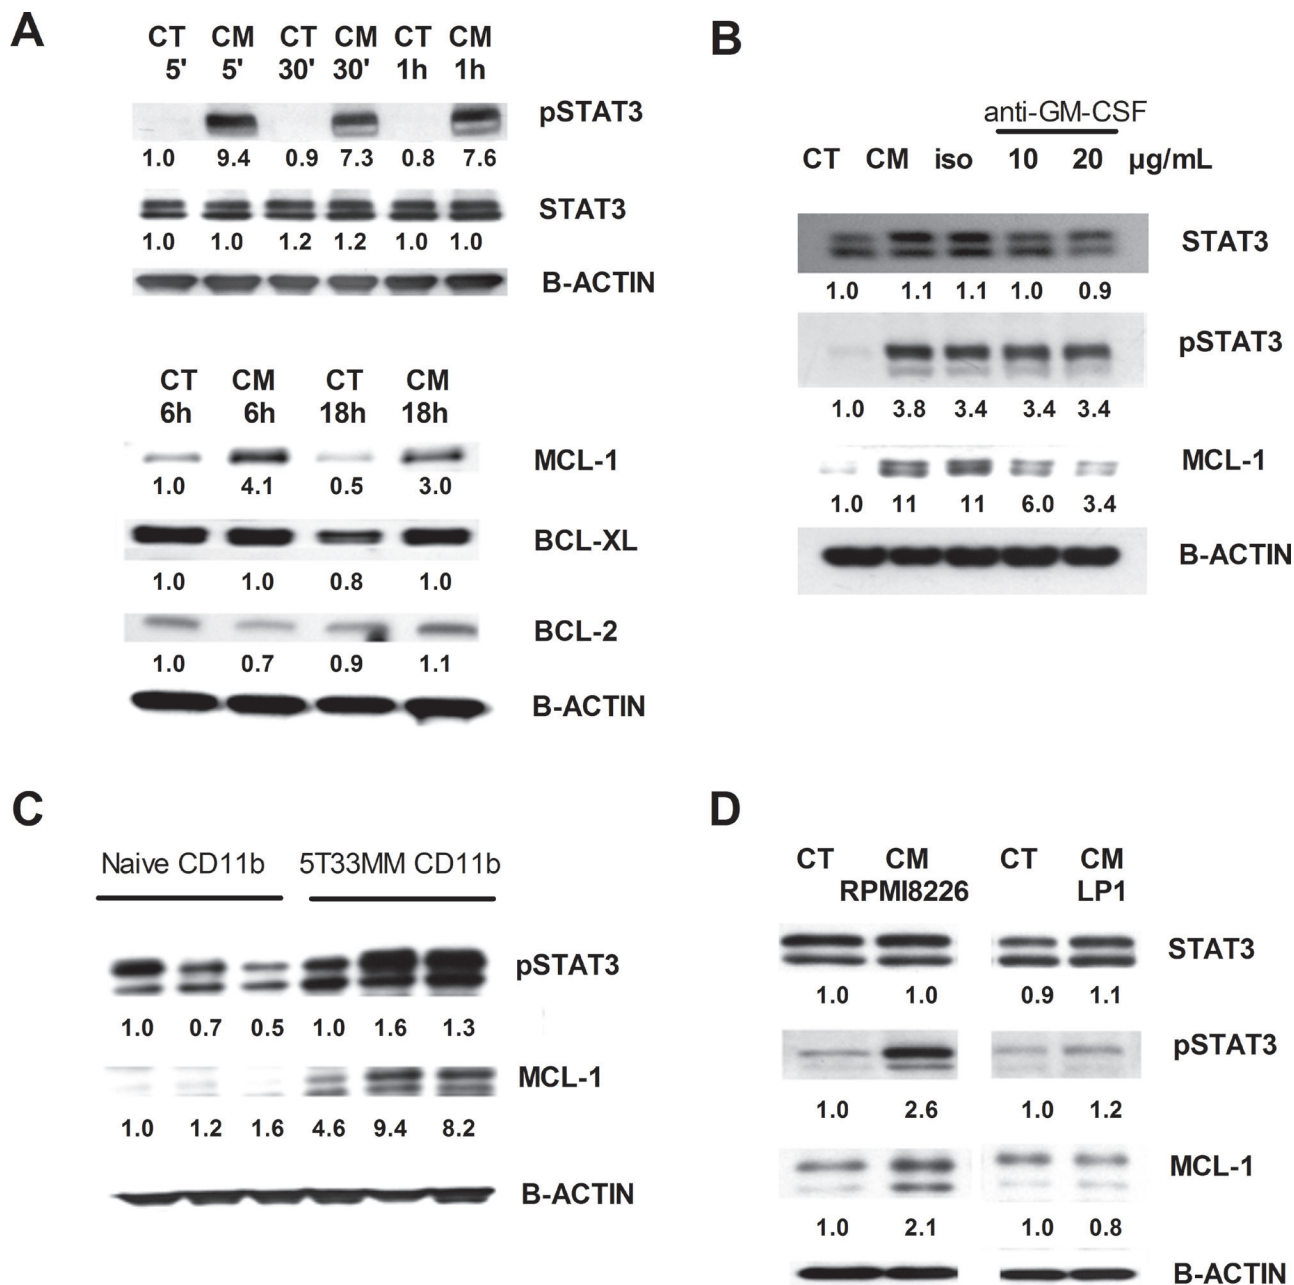 A
CT CM CT CM CT CM
5' 5' 30' 30' 1h 1h
pSTAT3
1.0 9.4 0.9 7.3 0.8 7.6
STAT3
1.0 1.0 1.2 1.2 1.0 1.0
B-ACTIN
CT CM CT CM
6h 6h 18h 18h
MCL-1
1.0 4.1 0.5 3.0
BCL-XL
1.0 1.0 0.8 1.0
BCL-2
1.0 0.7 0.9 1.1
B-ACTIN
B
anti-GM-CSF
CT CM iso 10 20 µg/mL
STAT3
1.0 1.1 1.1 1.0 0.9
pSTAT3
1.0 3.8 3.4 3.4 3.4
MCL-1
1.0 11 11 6.0 3.4
B-ACTIN
C
Naive CD11b 5T33MM CD11b
pSTAT3
1.0 0.7 0.5 1.0 1.6 1.3
MCL-1
1.0 1.2 1.6 4.6 9.4 8.2
B-ACTIN
D
CT CM CT CM
RPMI8226 LP1
STAT3
1.0 1.0 0.9 1.1
pSTAT3
1.0 2.6 1.0 1.2
MCL-1
1.0 2.1 1.0 0.8
B-ACTIN